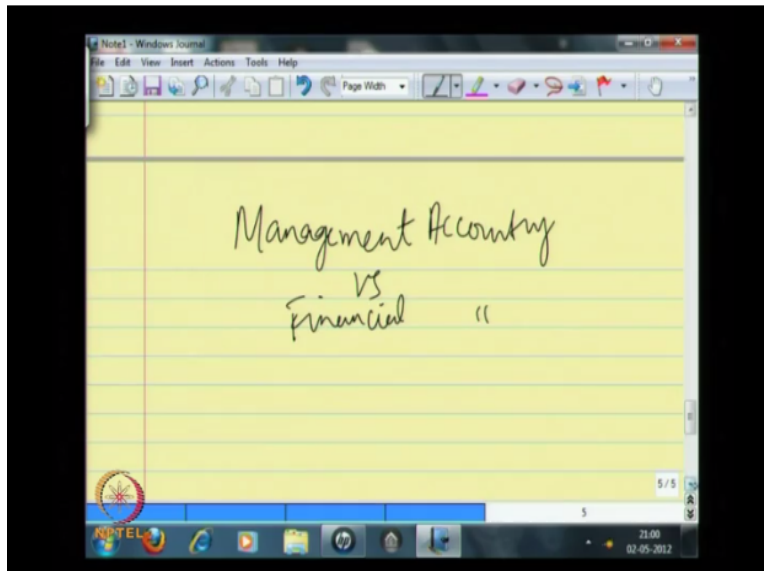 Note1 - Windows Journal
File Edit View Insert Actions Tools Help
Page Width
Management Accounting
VS
Financial "
5 / 5
5
NPTEL
hp
21:00
02-05-2012